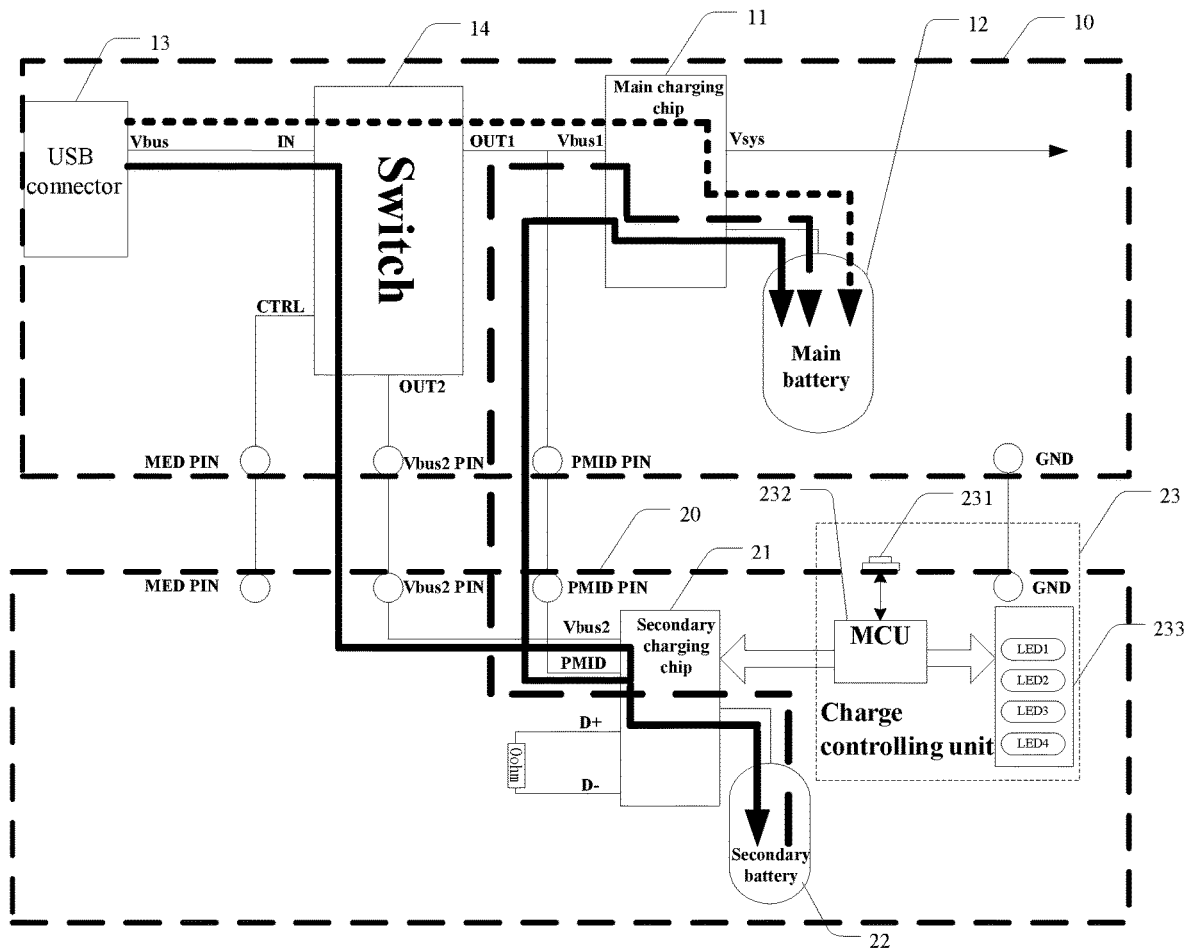 13
14
11
12
10
USB
connector
Vbus
IN
Switch
OUT1
Vbus1
Main charging
chip
Vsys
CTRL
OUT2
Main
battery
MED PIN
Vbus2 PIN
PMID PIN
GND
232
231
23
20
21
MED PIN
Vbus2 PIN
PMID PIN
GND
Vbus2
PMID
Secondary
charging
chip
MCU
233
LED1
LED2
LED3
LED4
Charge
controlling unit
D+
0ohm
D-
Secondary
battery
22